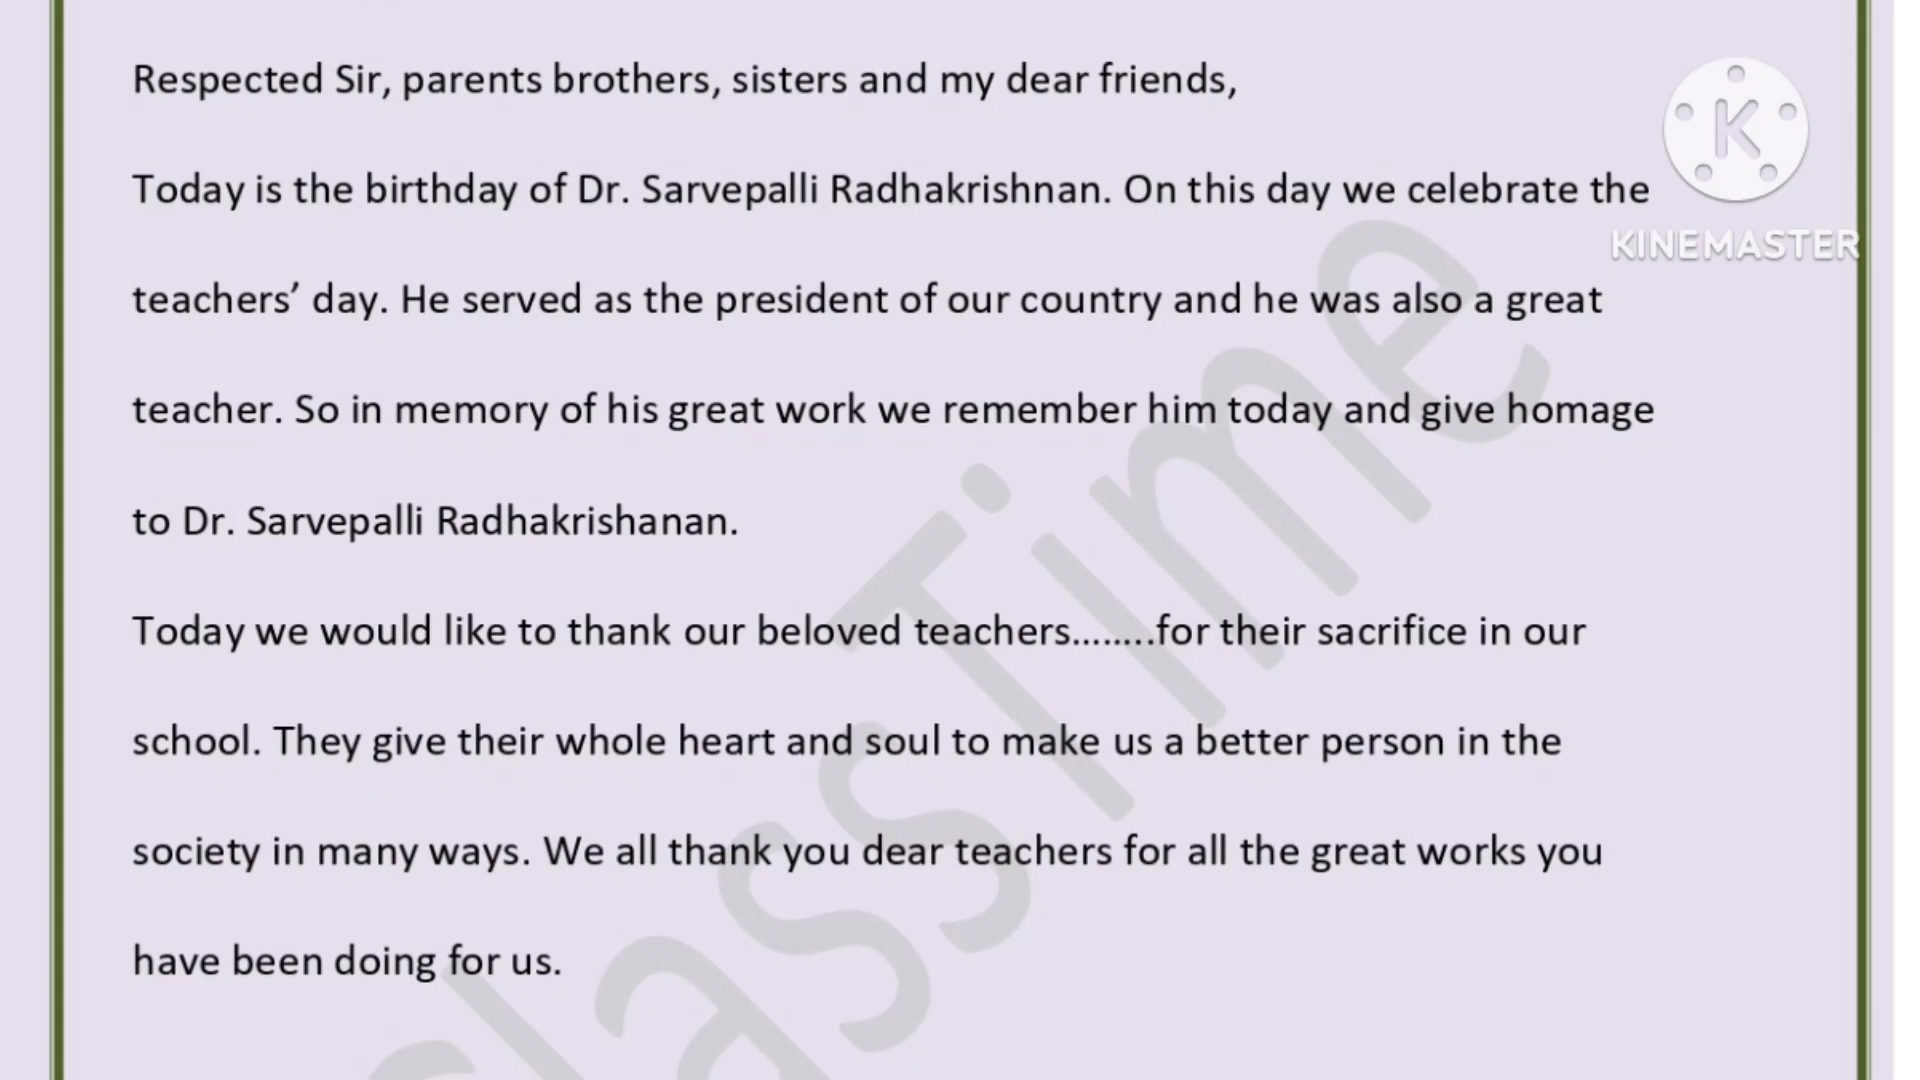 Respected Sir, parents brothers, sisters and my dear friends,
Today is the birthday of Dr. Sarvepalli Radhakrishnan. On this day we celebrate the
teachers’ day. He served as the president of our country and he was also a great
teacher. So in memory of his great work we remember him today and give homage
to Dr. Sarvepalli Radhakrishanan.
Today we would like to thank our beloved teachers........for their sacrifice in our
school. They give their whole heart and soul to make us a better person in the
society in many ways. We all thank you dear teachers for all the great works you
have been doing for us.
K
KINEMASTER
lassTime